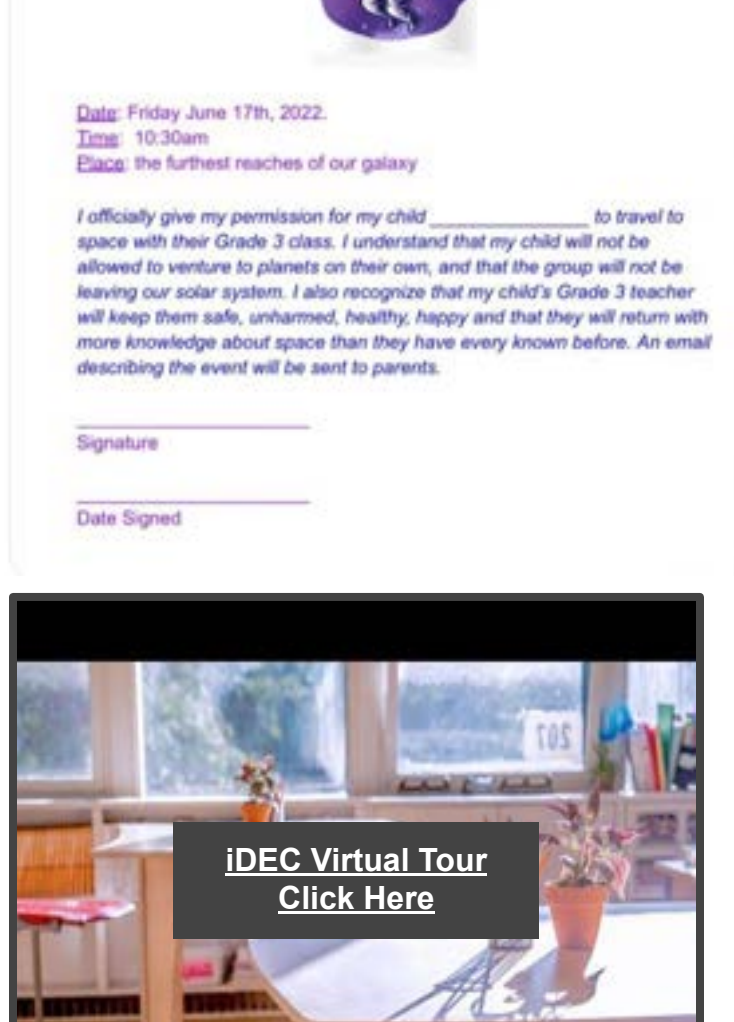 Date: Friday June 17th, 2022.
Time: 10:30am
Place: the furthest reaches of our galaxy
I officially give my permission for my child _________________ to travel to
space with their Grade 3 class. I understand that my child will not be
allowed to venture to planets on their own, and that the group will not be
leaving our solar system. I also recognize that my child's Grade 3 teacher
will keep them safe, unharmed, healthy, happy and that they will return with
more knowledge about space than they have every known before. An email
describing the event will be sent to parents.
Signature
Date Signed
207
iDEC Virtual Tour
Click Here